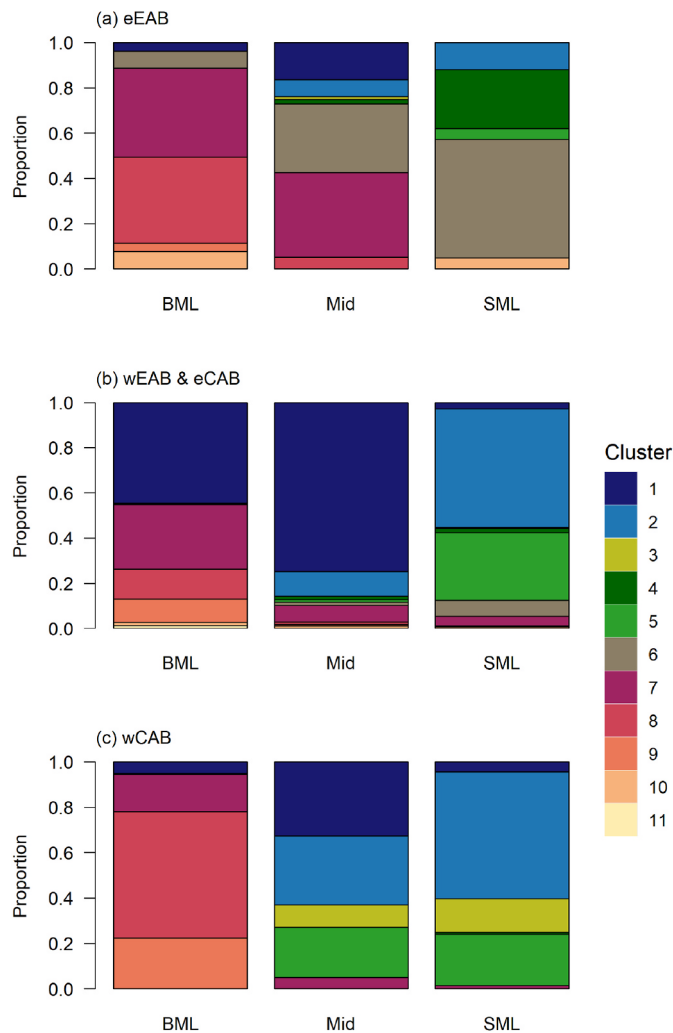 (a) eEAB
1.0
0.8
0.6
0.4
0.2
0.0
Proportion
BML Mid SML
(b) wEAB & eCAB
1.0
0.8
0.6
0.4
0.2
0.0
Proportion
BML Mid SML
(c) wCAB
1.0
0.8
0.6
0.4
0.2
0.0
Proportion
BML Mid SML
Cluster
1
2
3
4
5
6
7
8
9
10
11